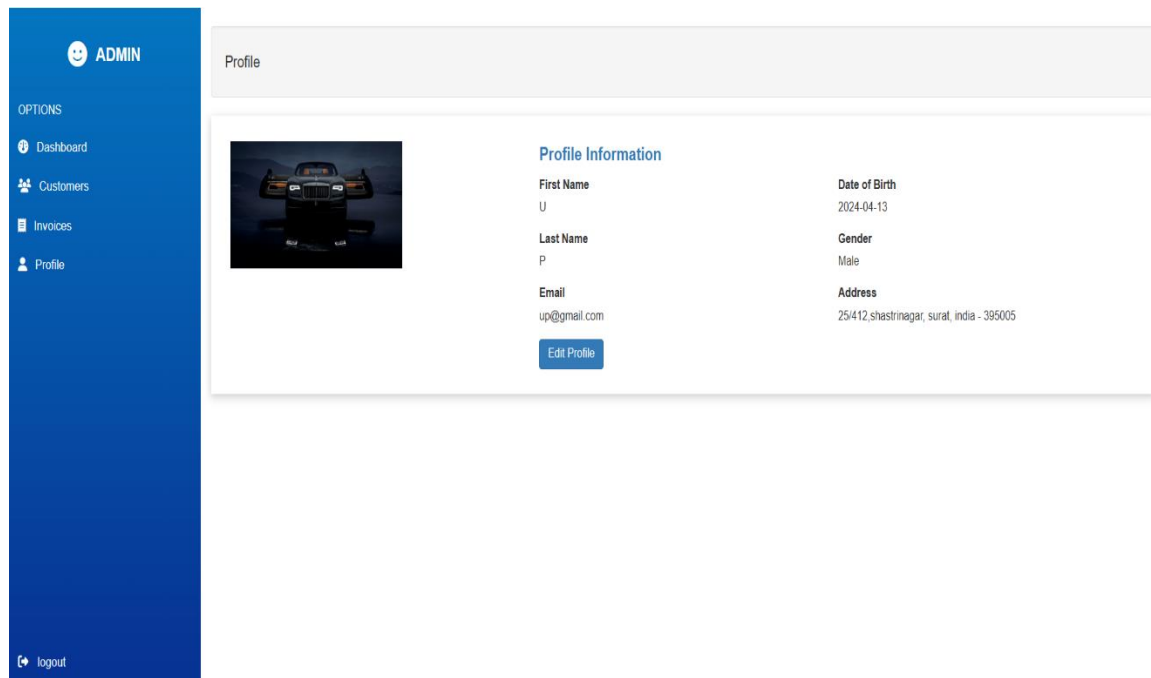 ADMIN
OPTIONS
Dashboard
Customers
Invoices
Profile
logout
Profile
Profile Information
First Name
U
Last Name
P
Email
up@gmail.com
Edit Profile
Date of Birth
2024-04-13
Gender
Male
Address
25/412,shastrinagar, surat, india - 395005